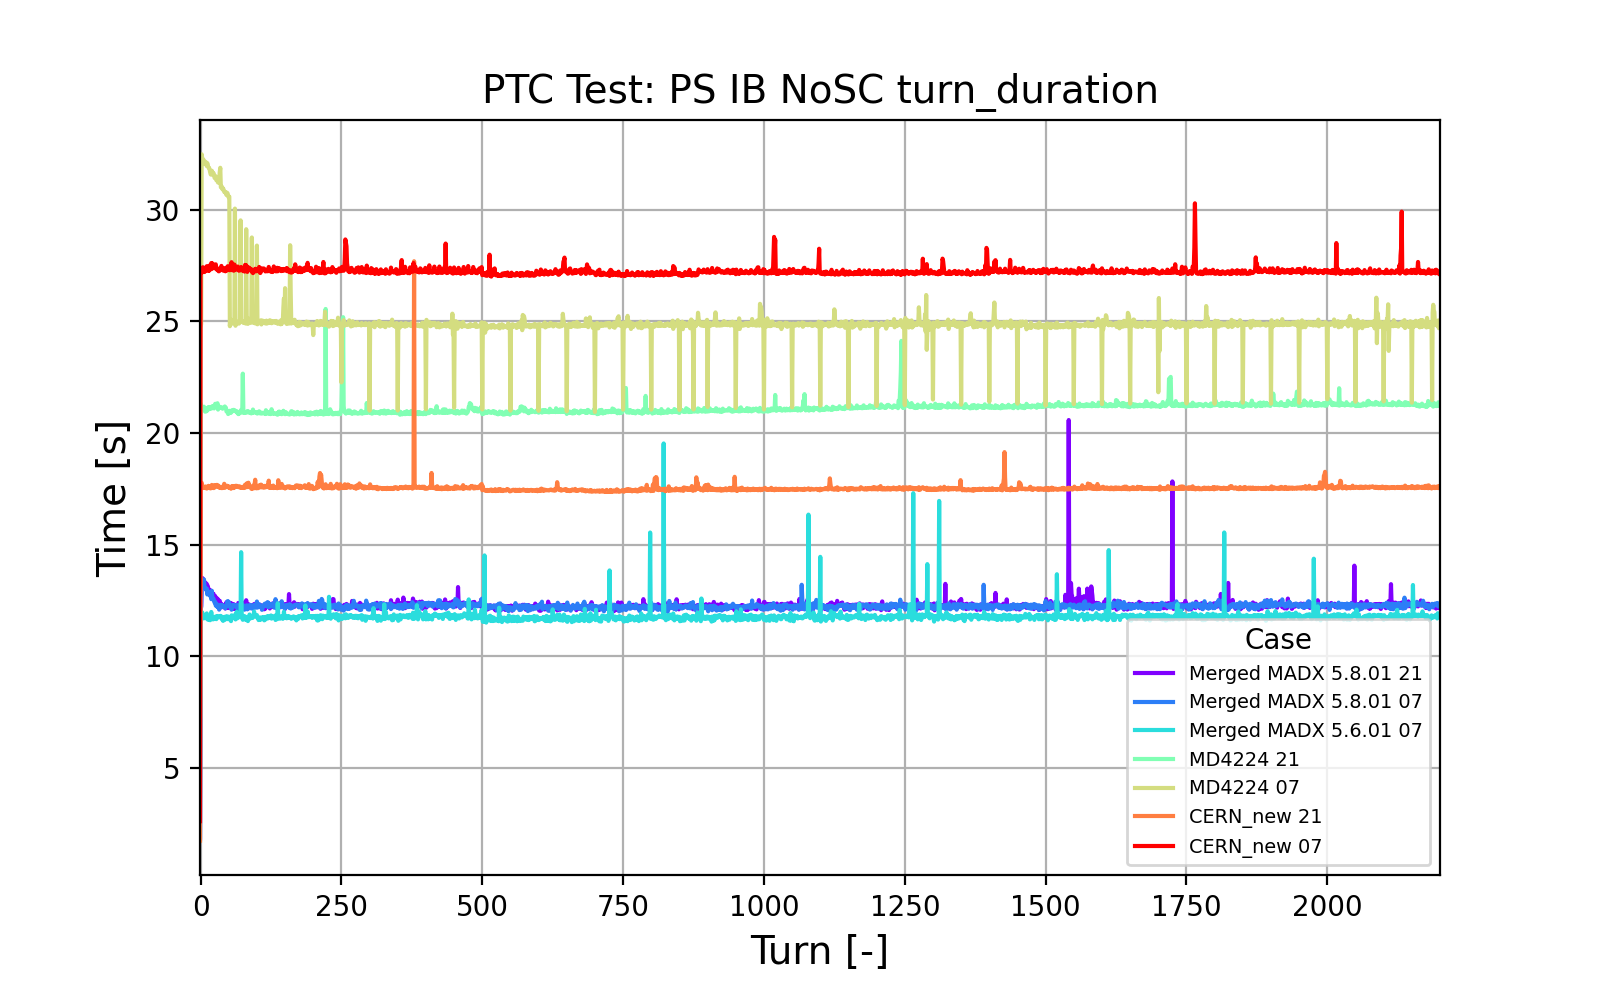 PTC Test: PS IB NoSC turn_duration
Time [s]
30
25
20
15
10
5
0 250 500 750 1000 1250 1500 1750 2000
Turn [-]
Case
Merged MADX 5.8.01 21
Merged MADX 5.8.01 07
Merged MADX 5.6.01 07
MD4224 21
MD4224 07
CERN_new 21
CERN_new 07